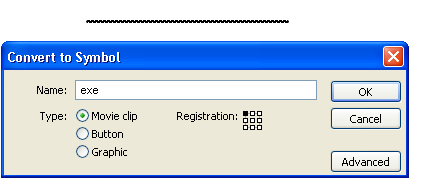 Convert to Symbol
Name: exe OK
Type: Movie clip Registration: Cancel
Button
Graphic
Advanced